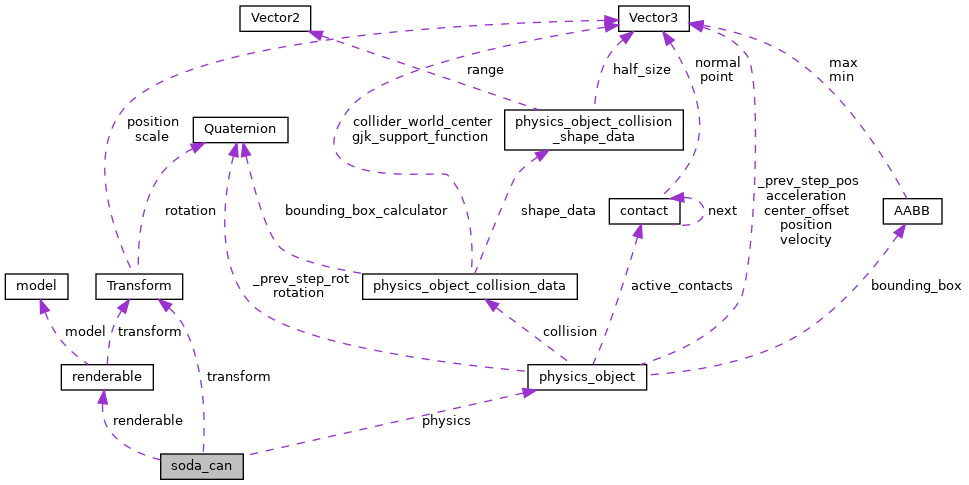 Vector2
Vector3
range
half_size
normal
point
max
min
position
scale
Quaternion
collider_world_center
gjk_support_function
physics_object_collision
_shape_data
rotation
bounding_box_calculator
shape_data
contact
next
_prev_step_pos
acceleration
center_offset
position
velocity
AABB
model
Transform
_prev_step_rot
rotation
physics_object_collision_data
active_contacts
bounding_box
model
transform
collision
renderable
transform
physics_object
renderable
physics
soda_can